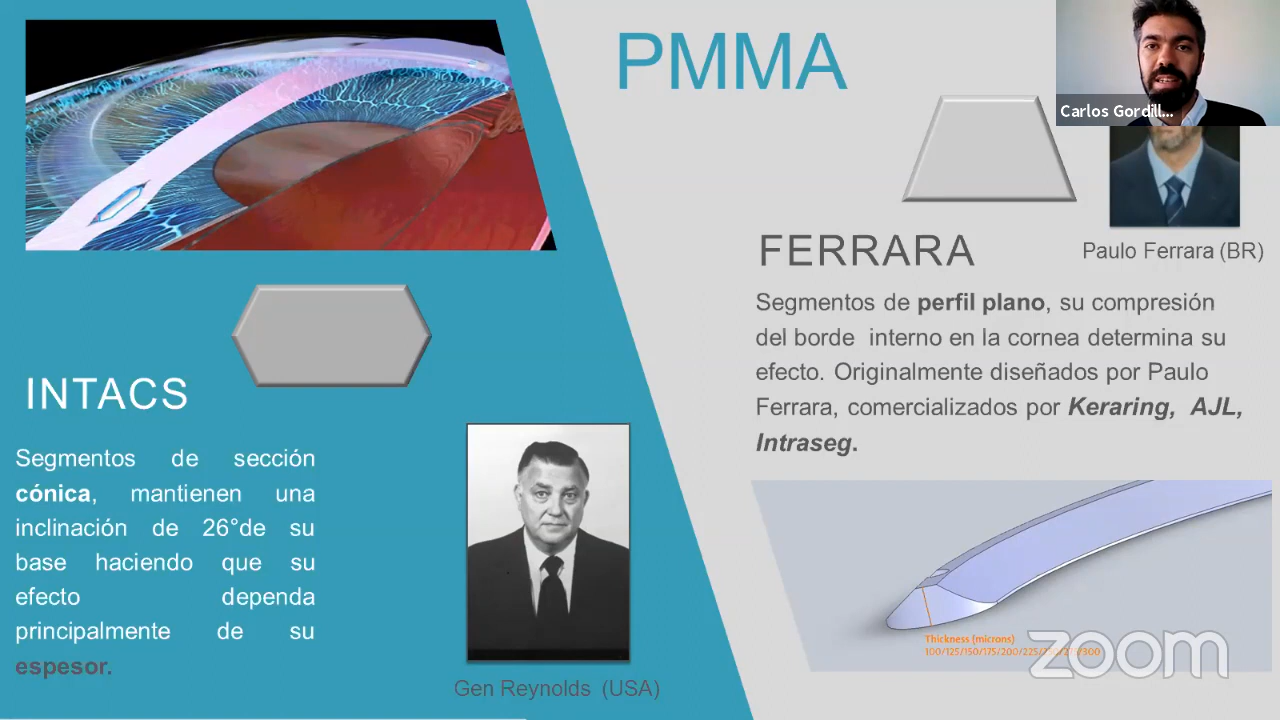 PMMA
Carlos Gordill...
Paulo Ferrara (BR)
FERRARA
Segmentos de perfil plano, su compresión
del borde interno en la cornea determina su
efecto. Originalmente diseñados por Paulo
Ferrara, comercializados por Keraring, AJL,
Intraseg.
INTACS
Segmentos de sección
cónica, mantienen una
inclinación de 26°de su
base haciendo que su
efecto dependa
principalmente de su
espesor.
Gen Reynolds (USA)
Thickness (microns)
100/125/150/175/200/225/
/300
zoom